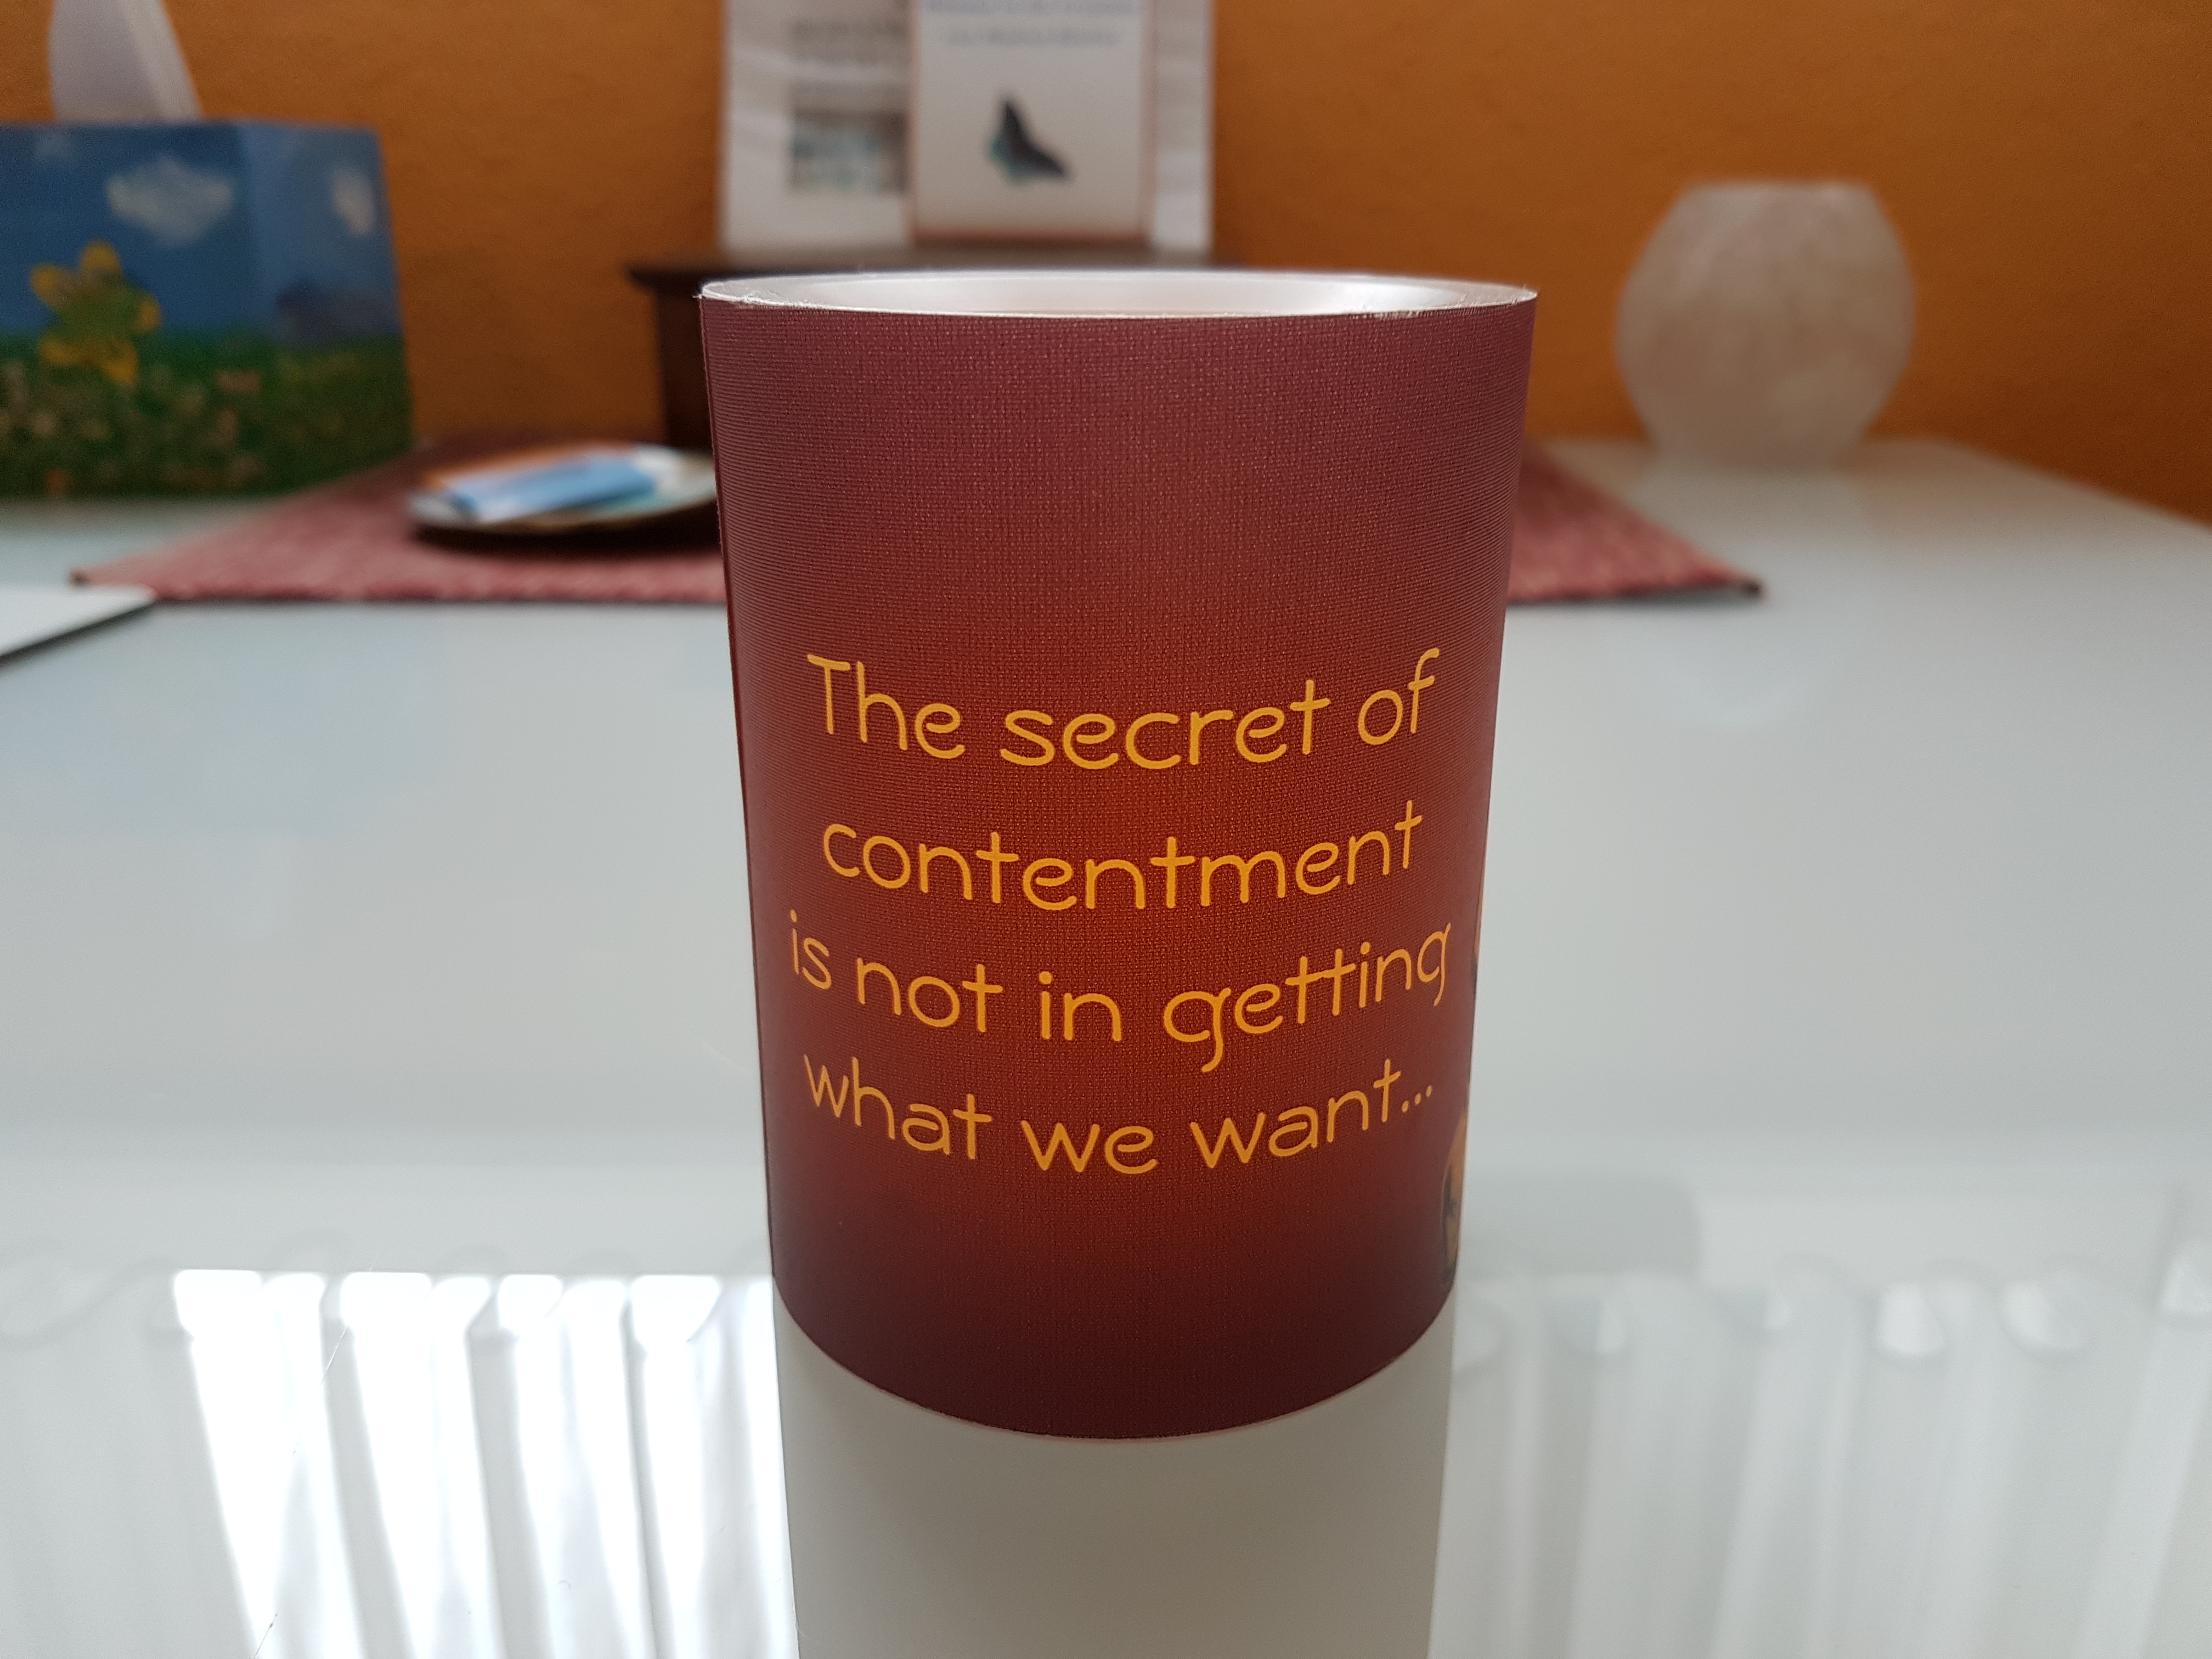 The secret of
contentment
is not in getting
what we want...